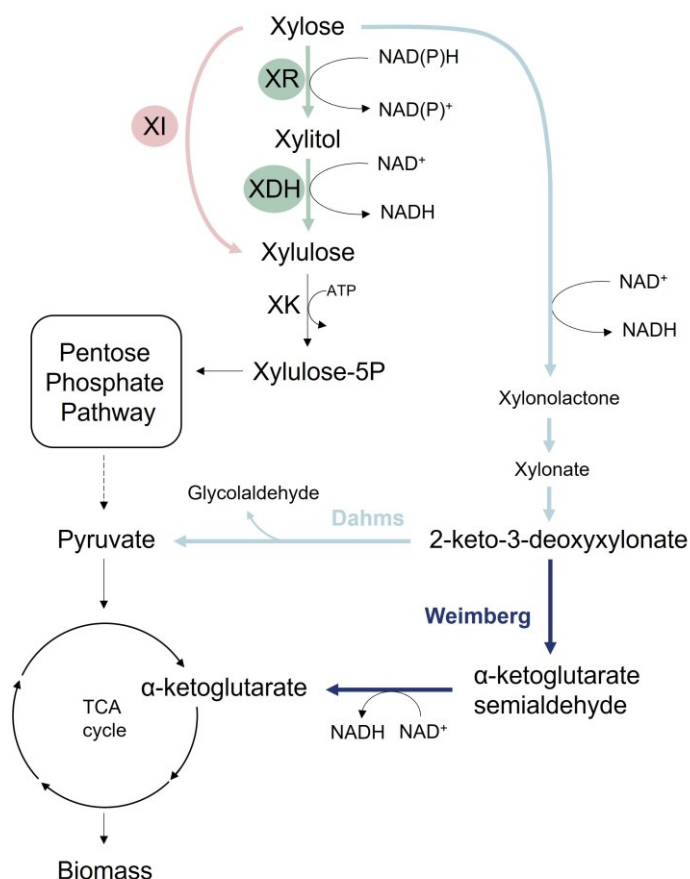 Xylose
XR
NAD(P)H
NAD(P)⁺
XI
Xylitol
XDH
NAD⁺
NADH
Xylulose
XK
ATP
NAD⁺
NADH
Pentose
Phosphate
Pathway
Xylulose-5P
Xylonolactone
Xylonate
Glycolaldehyde
Dahms
Pyruvate
2-keto-3-deoxyxylonate
Weimberg
α-ketoglutarate
α-ketoglutarate
semialdehyde
TCA
cycle
NADH
NAD⁺
Biomass